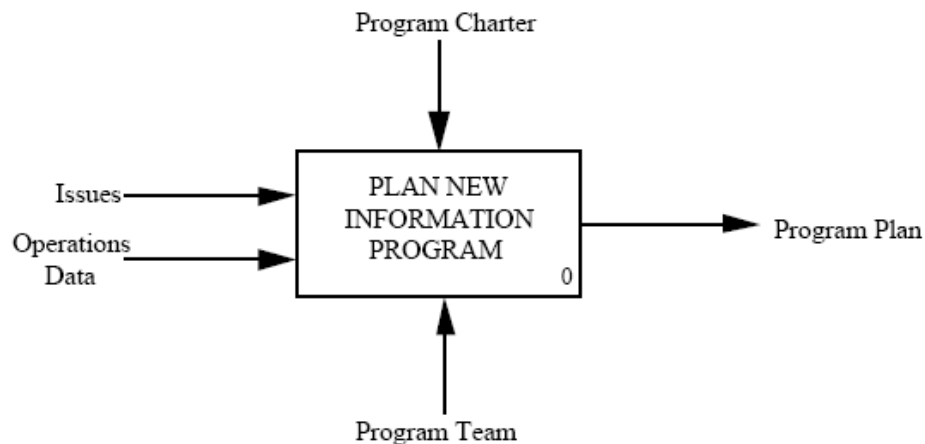 Program Charter
Issues
Operations
Data
PLAN NEW
INFORMATION
PROGRAM
0
Program Plan
Program Team